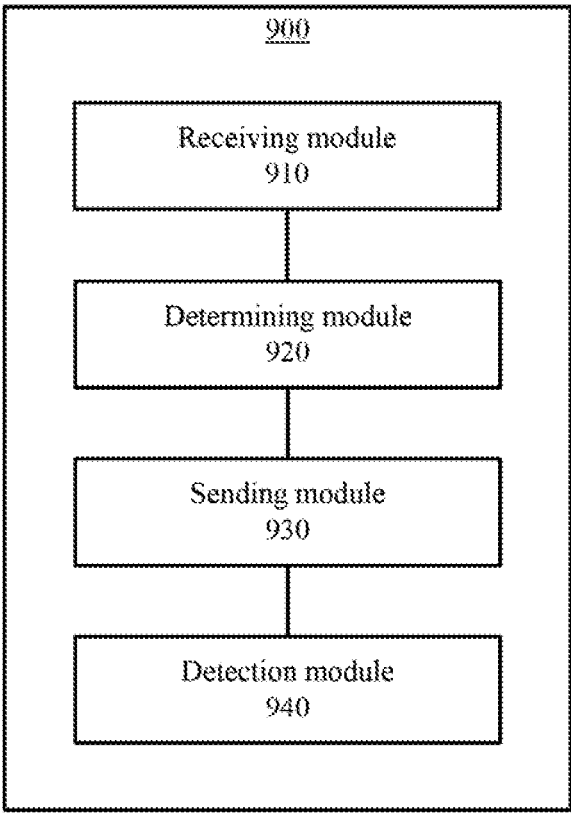 900
Receiving module
910
Determining module
920
Sending module
930
Detection module
940